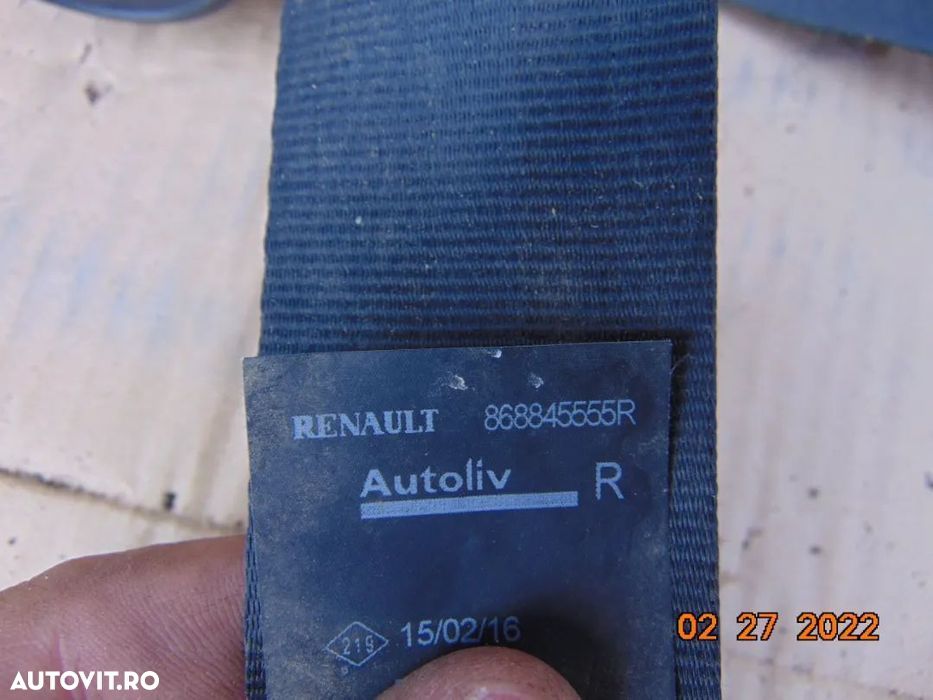 RENAULT 868845555R
Autoliv R
219 15/02/16
02 27 2022
AUTOVIT.RO